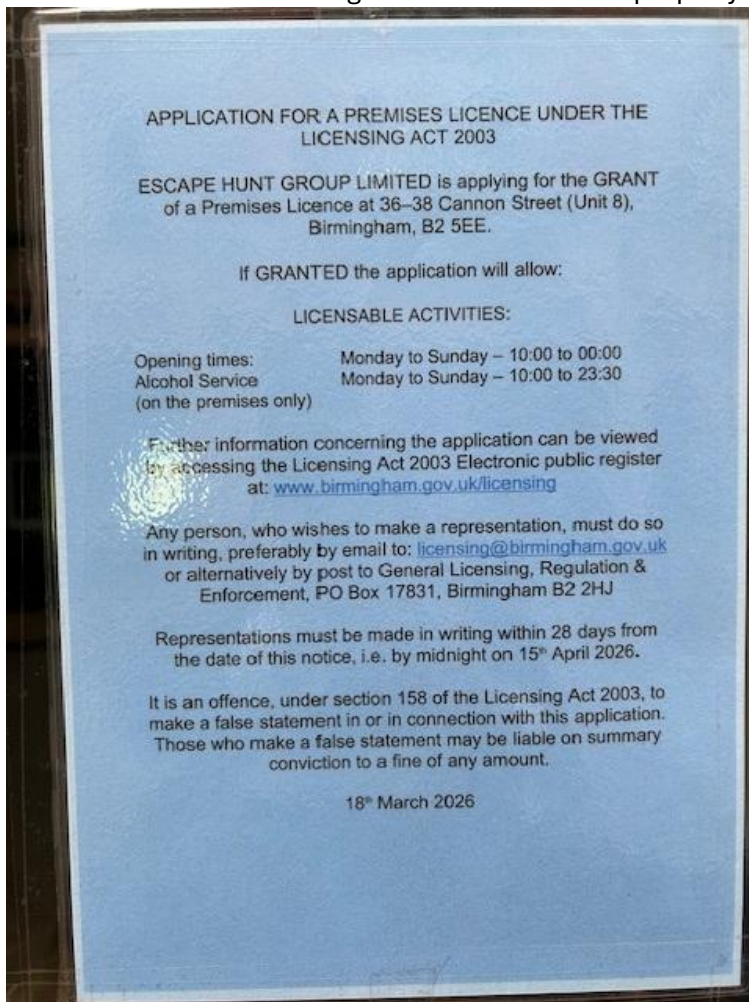 APPLICATION FOR A PREMISES LICENCE UNDER THE
LICENSING ACT 2003
ESCAPE HUNT GROUP LIMITED is applying for the GRANT
of a Premises Licence at 36–38 Cannon Street (Unit 8),
Birmingham, B2 5EE.
If GRANTED the application will allow:
LICENSABLE ACTIVITIES:
Opening times: Monday to Sunday – 10:00 to 00:00
Alcohol Service Monday to Sunday – 10:00 to 23:30
(on the premises only)
Further information concerning the application can be viewed
by accessing the Licensing Act 2003 Electronic public register
at: www.birmingham.gov.uk/licensing
Any person, who wishes to make a representation, must do so
in writing, preferably by email to: licensing@birmingham.gov.uk
or alternatively by post to General Licensing, Regulation &
Enforcement, PO Box 17831, Birmingham B2 2HJ
Representations must be made in writing within 28 days from
the date of this notice, i.e. by midnight on 15th April 2026.
It is an offence, under section 158 of the Licensing Act 2003, to
make a false statement in or in connection with this application.
Those who make a false statement may be liable on summary
conviction to a fine of any amount.
18th March 2026